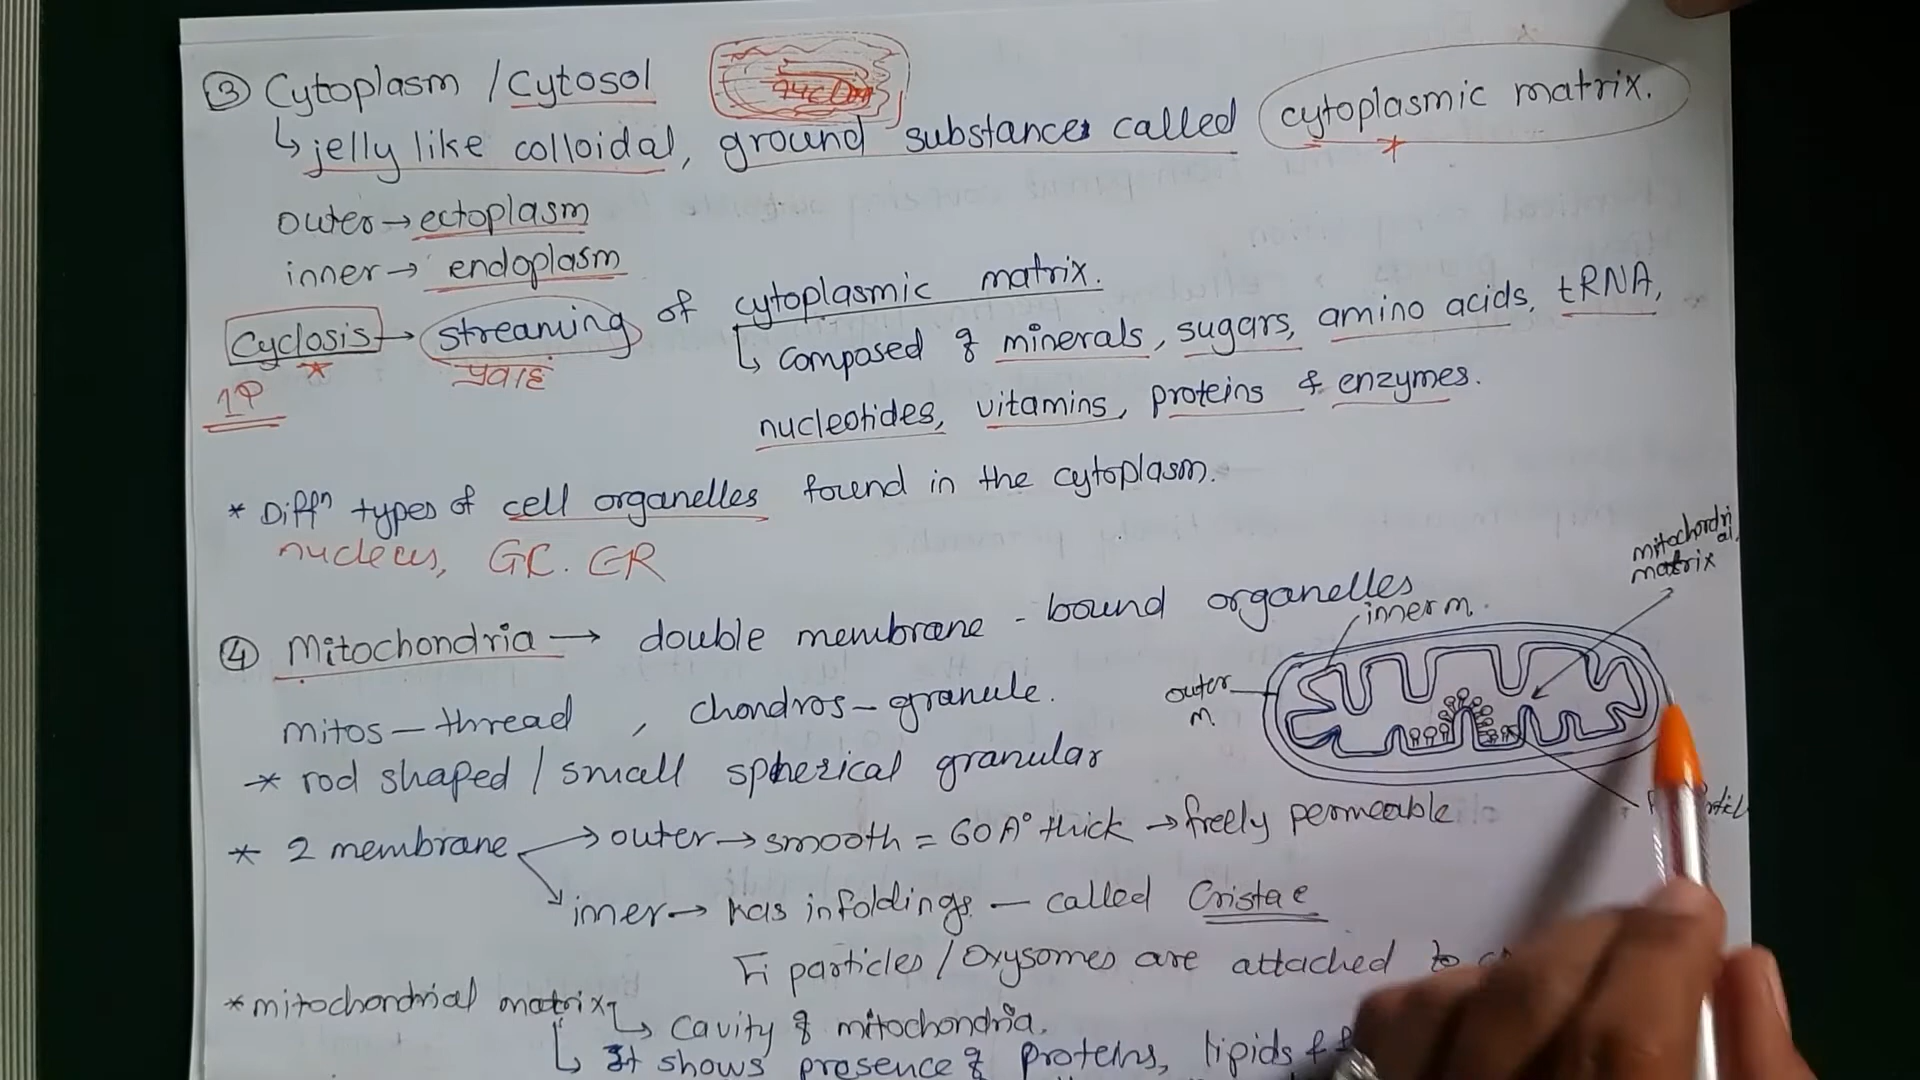 ③ Cytoplasm / Cytosol
↳ jelly like colloidal, ground substance called cytoplasmic matrix.
outer → ectoplasm
inner → endoplasm
Cyclosis → streaming of cytoplasmic matrix.
↳ composed of minerals, sugars, amino acids, tRNA,
nucleotides, vitamins, proteins & enzymes.
* Diffⁿ types of cell organelles found in the cytoplasm.
nucleus, GC. ER
④ Mitochondria → double membrane - bound organelles
mitos – thread , chondros – granule.
* rod shaped / small spherical granular
* 2 membrane → outer → smooth = 60 A° thick → freely permeable
inner → has infoldings – called Cristae
F₁ particles / Oxysomes are attached to
* mitochondrial matrix ↳ cavity of mitochondria.
↳ It shows presence of proteins, lipids &
inner m.
outer
m.
mitochondri
al.
matrix